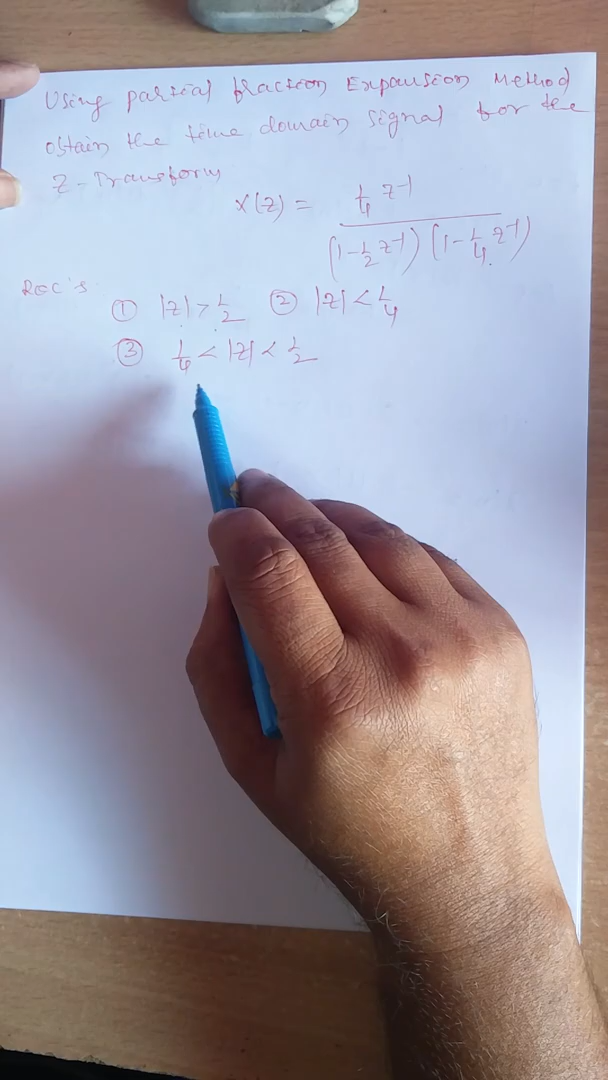 Using partial fraction Expansion Method
obtain the time domain signal for the
Z-Transform
X(z) = 1/4 z^-1 / (1-1/2 z^-1) (1-1/4 z^-1)
ROC's
① |z| > 1/2 ② |z| < 1/4
③ 1/4 < |z| < 1/2